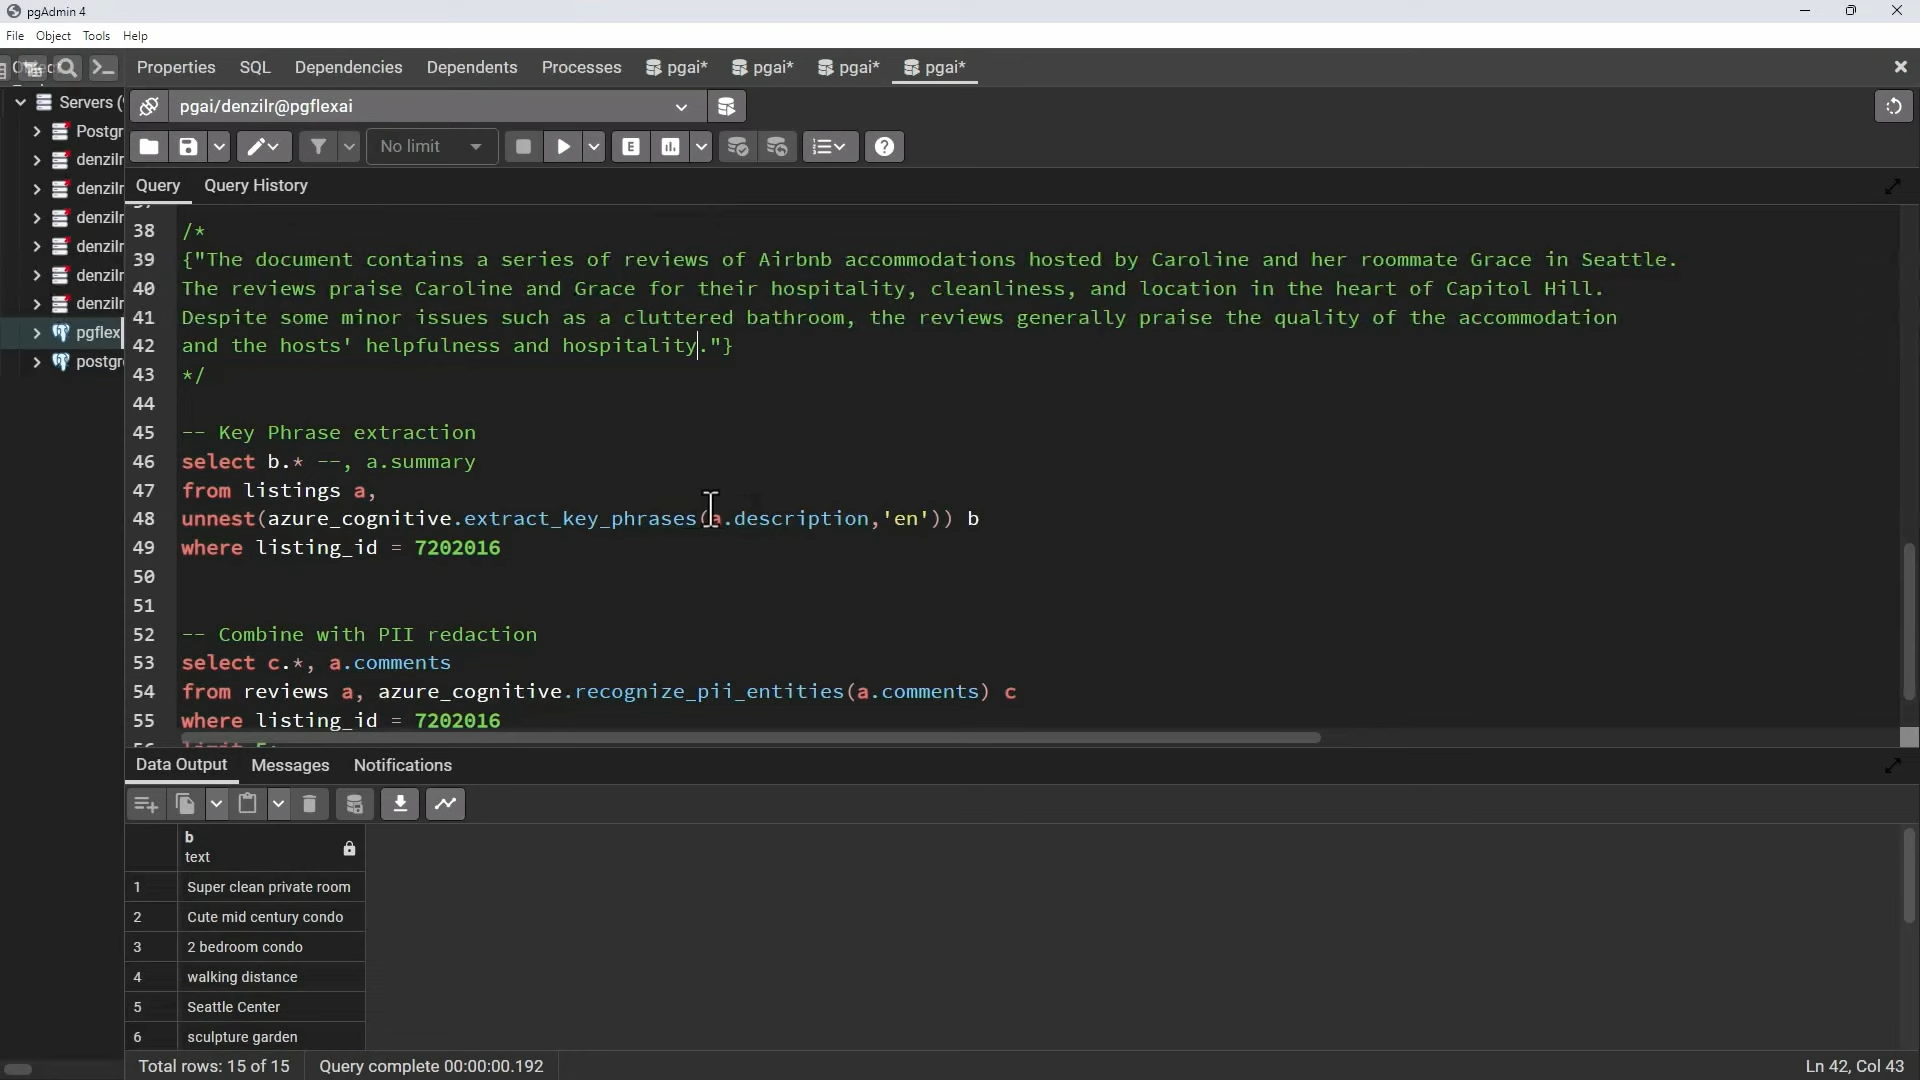 pgAdmin 4
File Object Tools Help
Properties SQL Dependencies Dependents Processes pgai* pgai* pgai* pgai*
Servers (
Postgr
denzilr
denzilr
denzilr
denzilr
denzilr
denzilr
pgflex
postgr
pgai/denzilr@pgflexai
No limit
E
Query Query History
38 /*
39 {"The document contains a series of reviews of Airbnb accommodations hosted by Caroline and her roommate Grace in Seattle.
40 The reviews praise Caroline and Grace for their hospitality, cleanliness, and location in the heart of Capitol Hill.
41 Despite some minor issues such as a cluttered bathroom, the reviews generally praise the quality of the accommodation
42 and the hosts' helpfulness and hospitality."}
43 */
44
45 -- Key Phrase extraction
46 select b.* --, a.summary
47 from listings a,
48 unnest(azure_cognitive.extract_key_phrases(a.description,'en')) b
49 where listing_id = 7202016
50
51
52 -- Combine with PII redaction
53 select c.*, a.comments
54 from reviews a, azure_cognitive.recognize_pii_entities(a.comments) c
55 where listing_id = 7202016
Data Output Messages Notifications
b
text
1 Super clean private room
2 Cute mid century condo
3 2 bedroom condo
4 walking distance
5 Seattle Center
6 sculpture garden
Total rows: 15 of 15 Query complete 00:00:00.192 Ln 42, Col 43